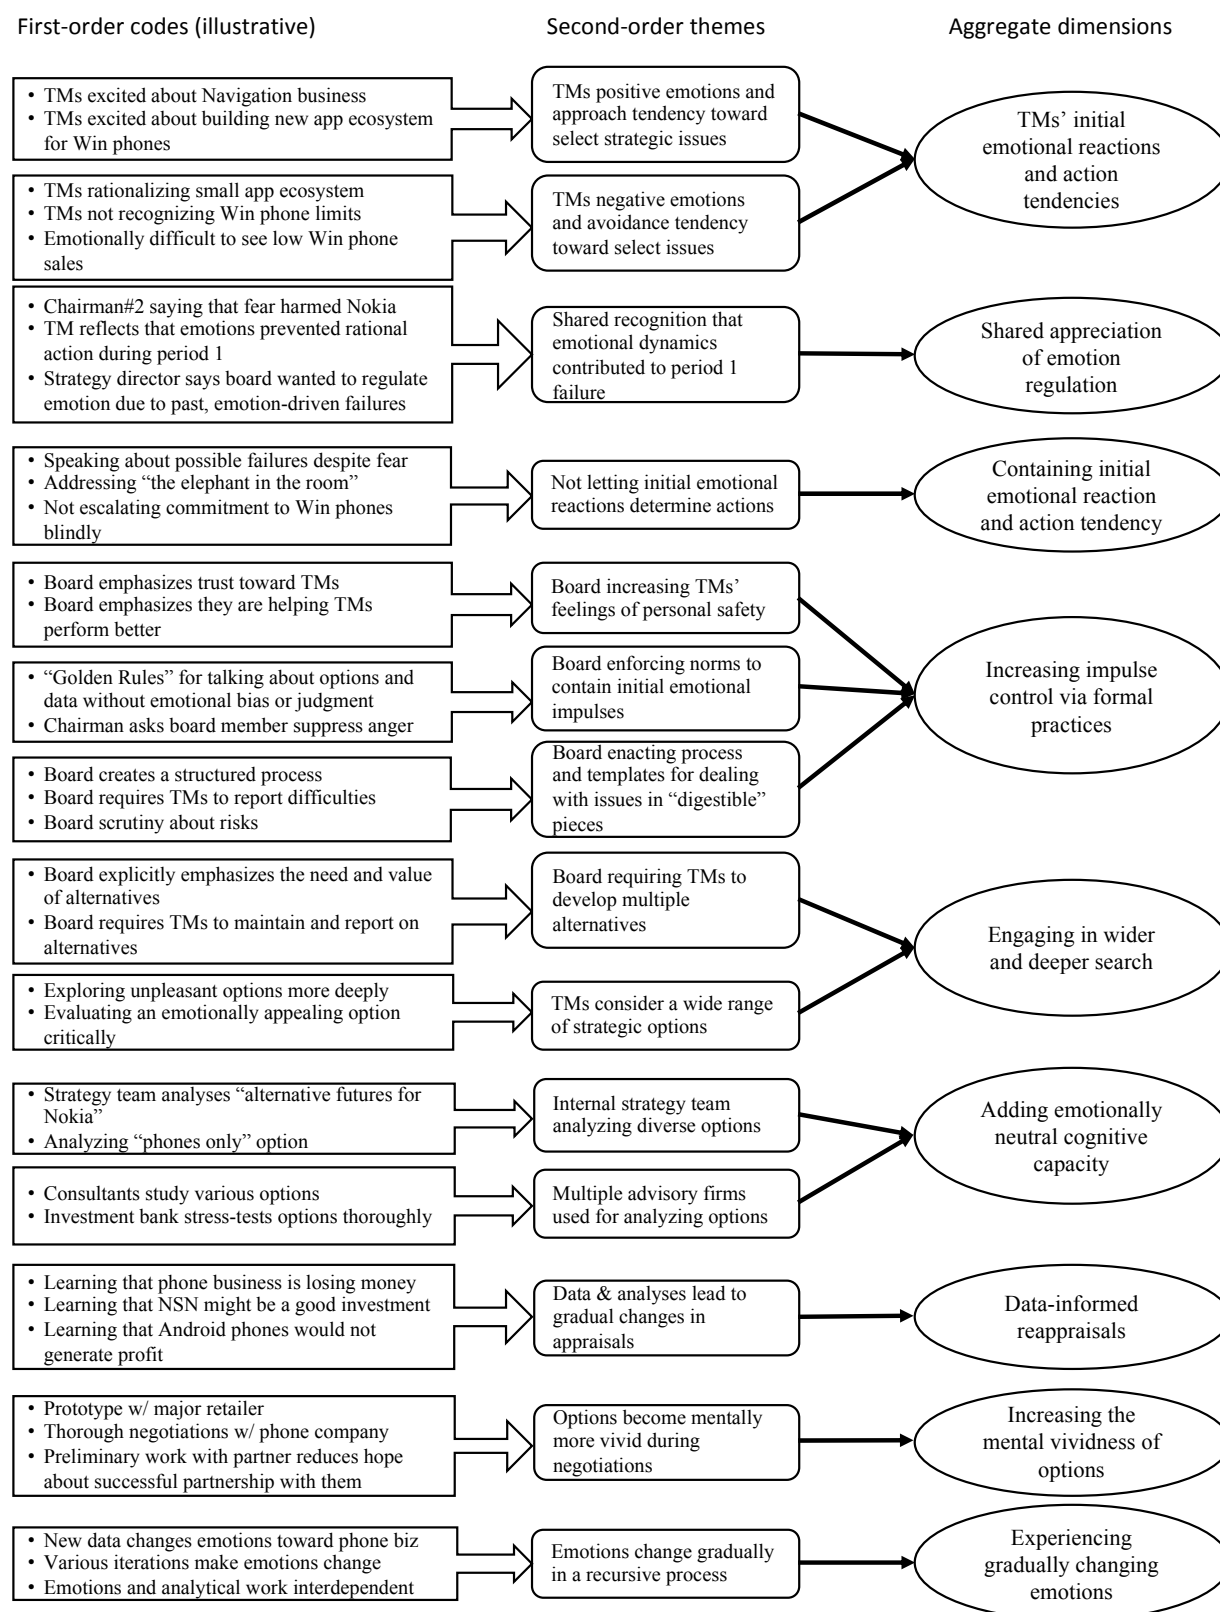 First-order codes (illustrative)
Second-order themes
Aggregate dimensions
• TMs excited about Navigation business
• TMs excited about building new app ecosystem
for Win phones
TMs positive emotions and
approach tendency toward
select strategic issues
TMs’ initial
emotional reactions
and action
tendencies
• TMs rationalizing small app ecosystem
• TMs not recognizing Win phone limits
• Emotionally difficult to see low Win phone
sales
TMs negative emotions
and avoidance tendency
toward select issues
• Chairman#2 saying that fear harmed Nokia
• TM reflects that emotions prevented rational
action during period 1
• Strategy director says board wanted to regulate
emotion due to past, emotion-driven failures
Shared recognition that
emotional dynamics
contributed to period 1
failure
Shared appreciation
of emotion
regulation
• Speaking about possible failures despite fear
• Addressing “the elephant in the room”
• Not escalating commitment to Win phones
blindly
Not letting initial emotional
reactions determine actions
Containing initial
emotional reaction
and action tendency
• Board emphasizes trust toward TMs
• Board emphasizes they are helping TMs
perform better
Board increasing TMs’
feelings of personal safety
• “Golden Rules” for talking about options and
data without emotional bias or judgment
• Chairman asks board member suppress anger
Board enforcing norms to
contain initial emotional
impulses
Increasing impulse
control via formal
practices
• Board creates a structured process
• Board requires TMs to report difficulties
• Board scrutiny about risks
Board enacting process
and templates for dealing
with issues in “digestible”
pieces
• Board explicitly emphasizes the need and value
of alternatives
• Board requires TMs to maintain and report on
alternatives
Board requiring TMs to
develop multiple
alternatives
Engaging in wider
and deeper search
• Exploring unpleasant options more deeply
• Evaluating an emotionally appealing option
critically
TMs consider a wide range
of strategic options
• Strategy team analyses “alternative futures for
Nokia”
• Analyzing “phones only” option
Internal strategy team
analyzing diverse options
Adding emotionally
neutral cognitive
capacity
• Consultants study various options
• Investment bank stress-tests options thoroughly
Multiple advisory firms
used for analyzing options
• Learning that phone business is losing money
• Learning that NSN might be a good investment
• Learning that Android phones would not
generate profit
Data & analyses lead to
gradual changes in
appraisals
Data-informed
reappraisals
• Prototype w/ major retailer
• Thorough negotiations w/ phone company
• Preliminary work with partner reduces hope
about successful partnership with them
Options become mentally
more vivid during
negotiations
Increasing the
mental vividness of
options
• New data changes emotions toward phone biz
• Various iterations make emotions change
• Emotions and analytical work interdependent
Emotions change gradually
in a recursive process
Experiencing
gradually changing
emotions